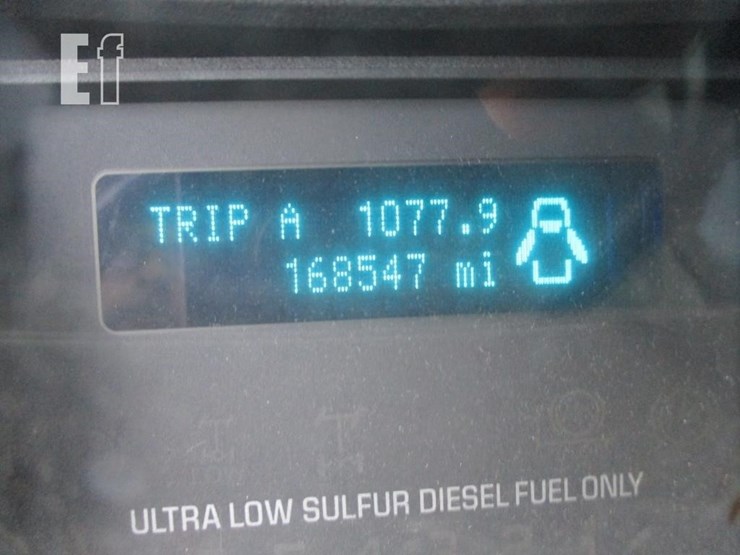 Ef
TRIP A 1077.9
168547 mi
ULTRA LOW SULFUR DIESEL FUEL ONLY